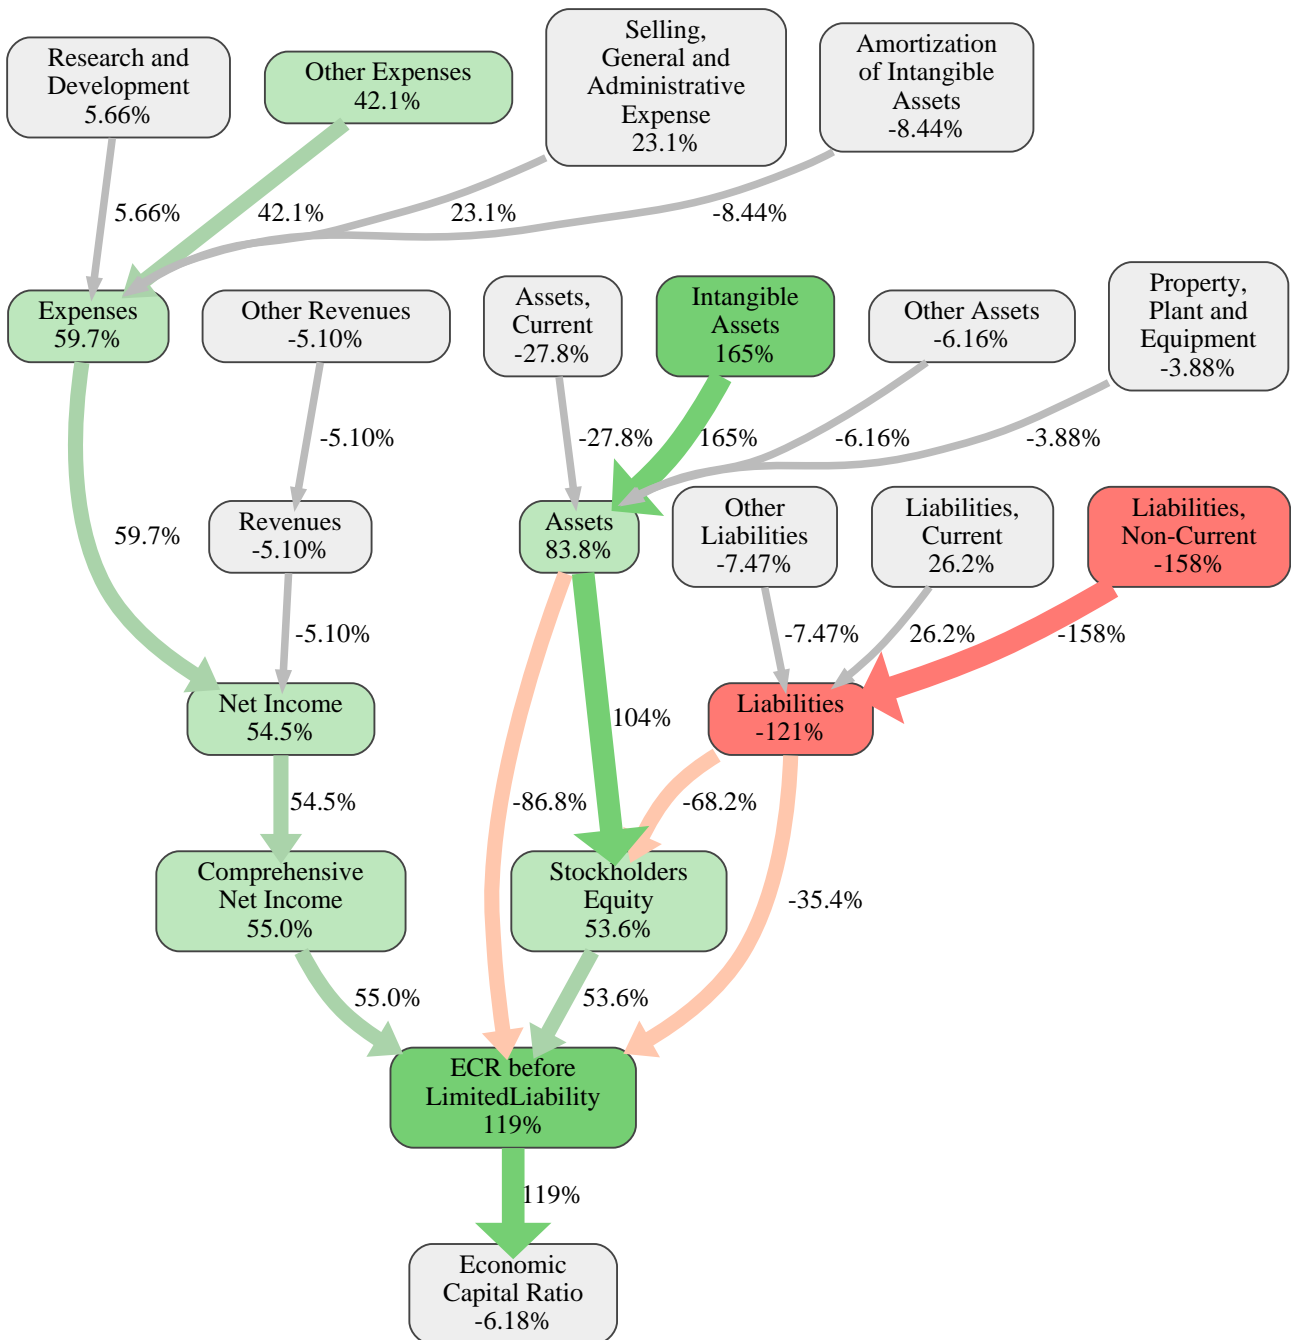 Research and
Development
5.66%
Other Expenses
42.1%
Selling,
General and
Administrative
Expense
23.1%
Amortization
of Intangible
Assets
-8.44%
5.66%
42.1%
23.1%
-8.44%
Expenses
59.7%
Other Revenues
-5.10%
Assets,
Current
-27.8%
Intangible
Assets
165%
Other Assets
-6.16%
Property,
Plant and
Equipment
-3.88%
-5.10%
-27.8%
165%
-6.16%
-3.88%
59.7%
Revenues
-5.10%
Assets
83.8%
Other
Liabilities
-7.47%
Liabilities,
Current
26.2%
Liabilities,
Non-Current
-158%
-5.10%
-7.47%
26.2%
-158%
Net Income
54.5%
104%
Liabilities
-121%
54.5%
-86.8%
-68.2%
Comprehensive
Net Income
55.0%
Stockholders
Equity
53.6%
-35.4%
55.0%
53.6%
ECR before
LimitedLiability
119%
119%
Economic
Capital Ratio
-6.18%